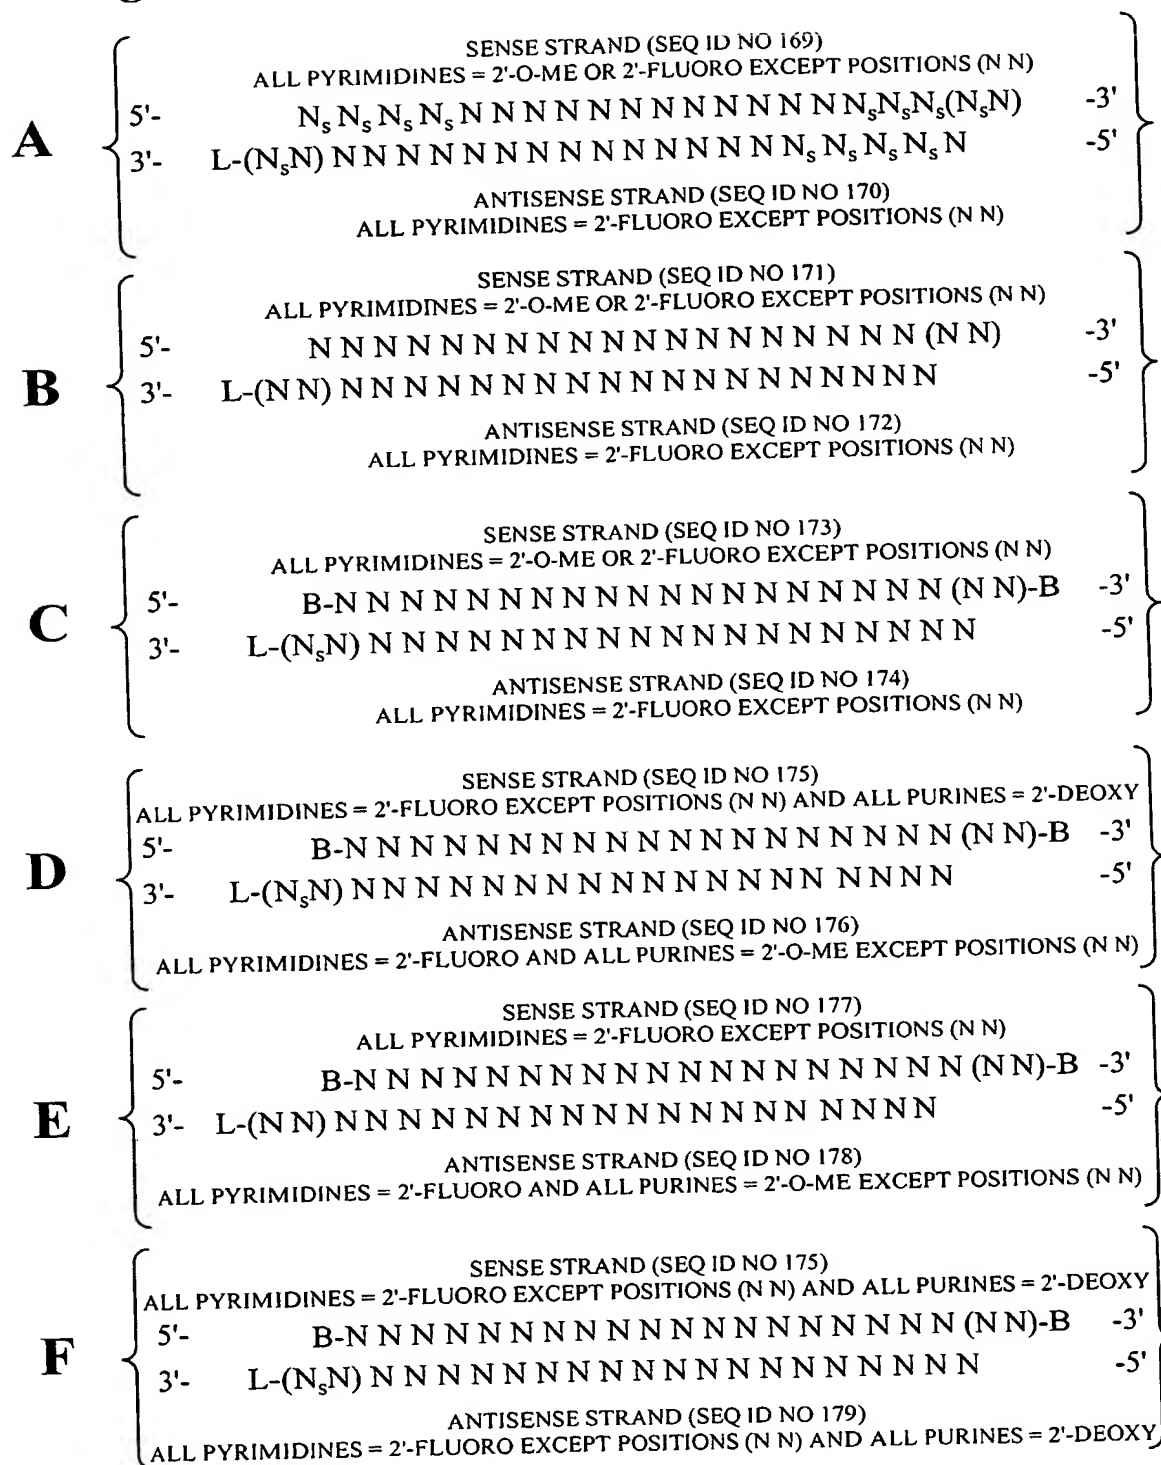 A
SENSE STRAND (SEQ ID NO 169)
ALL PYRIMIDINES = 2'-O-ME OR 2'-FLUORO EXCEPT POSITIONS (N N)
5'- NₛNₛNₛNₛN N N N N N N N N N N N NₛNₛNₛ(NₛN) -3'
3'- L-(NₛN) N N N N N N N N N N N N N N NₛNₛNₛNₛN -5'
ANTISENSE STRAND (SEQ ID NO 170)
ALL PYRIMIDINES = 2'-FLUORO EXCEPT POSITIONS (N N)
B
SENSE STRAND (SEQ ID NO 171)
ALL PYRIMIDINES = 2'-O-ME OR 2'-FLUORO EXCEPT POSITIONS (N N)
5'- N N N N N N N N N N N N N N N N N N N (N N) -3'
3'- L-(N N) N N N N N N N N N N N N N N N N N N N -5'
ANTISENSE STRAND (SEQ ID NO 172)
ALL PYRIMIDINES = 2'-FLUORO EXCEPT POSITIONS (N N)
C
SENSE STRAND (SEQ ID NO 173)
ALL PYRIMIDINES = 2'-O-ME OR 2'-FLUORO EXCEPT POSITIONS (N N)
5'- B-N N N N N N N N N N N N N N N N N N N (N N)-B -3'
3'- L-(NₛN) N N N N N N N N N N N N N N N N N N N -5'
ANTISENSE STRAND (SEQ ID NO 174)
ALL PYRIMIDINES = 2'-FLUORO EXCEPT POSITIONS (N N)
D
SENSE STRAND (SEQ ID NO 175)
ALL PYRIMIDINES = 2'-FLUORO EXCEPT POSITIONS (N N) AND ALL PURINES = 2'-DEOXY
5'- B-N N N N N N N N N N N N N N N N N N N (N N)-B -3'
3'- L-(NₛN) N N N N N N N N N N N N N N N N N N N -5'
ANTISENSE STRAND (SEQ ID NO 176)
ALL PYRIMIDINES = 2'-FLUORO AND ALL PURINES = 2'-O-ME EXCEPT POSITIONS (N N)
E
SENSE STRAND (SEQ ID NO 177)
ALL PYRIMIDINES = 2'-FLUORO EXCEPT POSITIONS (N N)
5'- B-N N N N N N N N N N N N N N N N N N N (N N)-B -3'
3'- L-(N N) N N N N N N N N N N N N N N N N N N N -5'
ANTISENSE STRAND (SEQ ID NO 178)
ALL PYRIMIDINES = 2'-FLUORO AND ALL PURINES = 2'-O-ME EXCEPT POSITIONS (N N)
F
SENSE STRAND (SEQ ID NO 175)
ALL PYRIMIDINES = 2'-FLUORO EXCEPT POSITIONS (N N) AND ALL PURINES = 2'-DEOXY
5'- B-N N N N N N N N N N N N N N N N N N N (N N)-B -3'
3'- L-(NₛN) N N N N N N N N N N N N N N N N N N N -5'
ANTISENSE STRAND (SEQ ID NO 179)
ALL PYRIMIDINES = 2'-FLUORO EXCEPT POSITIONS (N N) AND ALL PURINES = 2'-DEOXY